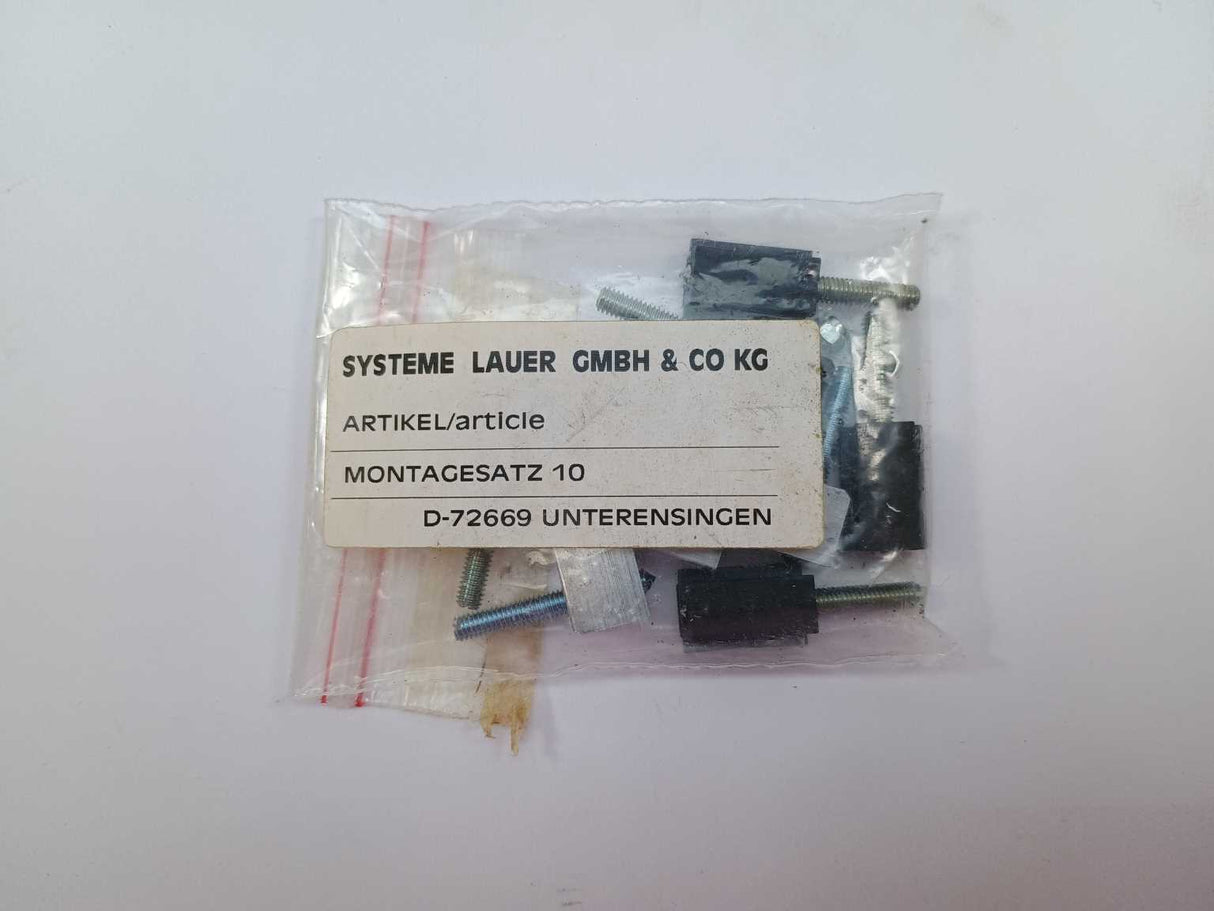 SYSTEME LAUER GMBH & CO KG
ARTIKEL/article
MONTAGESATZ 10
D-72669 UNTERENSINGEN